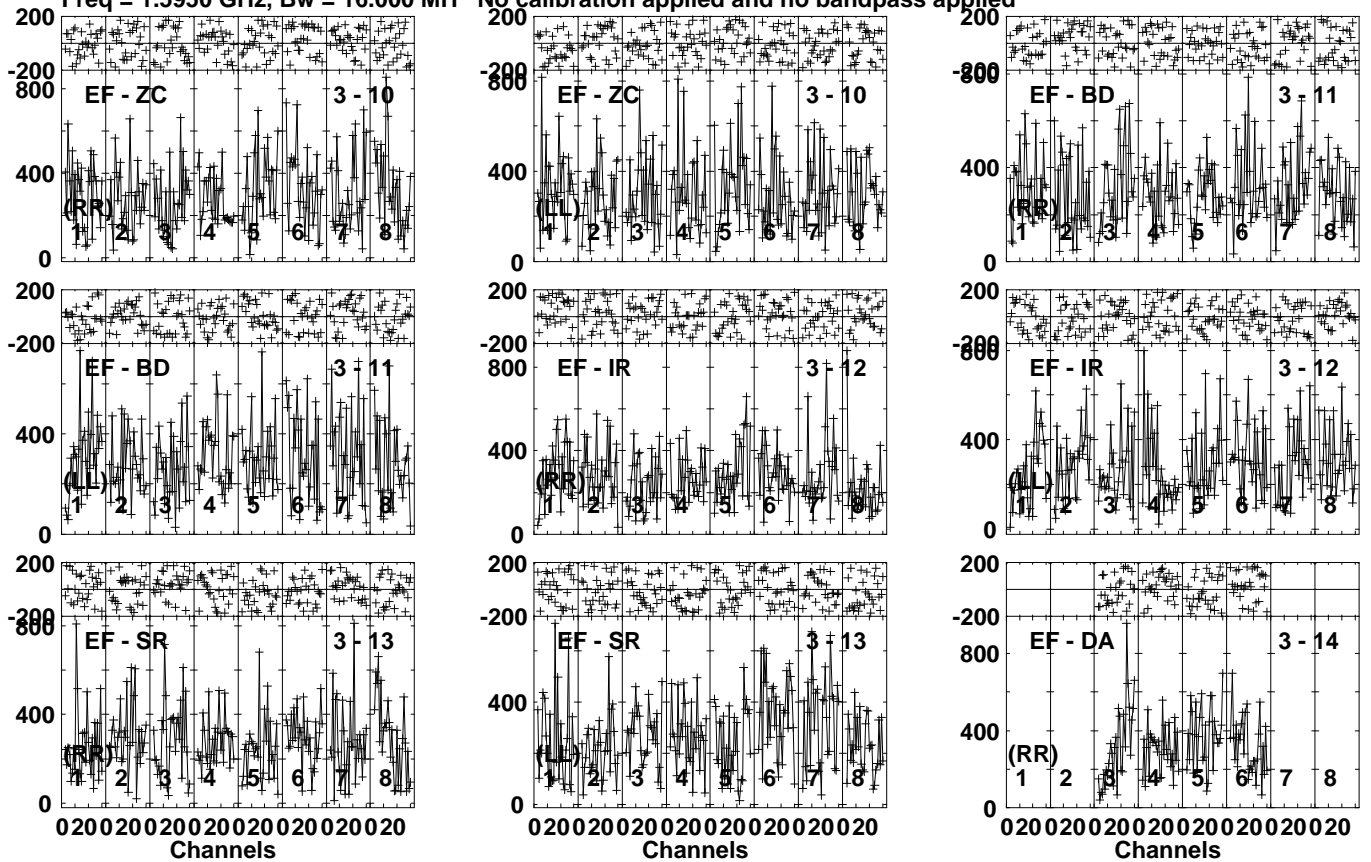 Freq = 1.5950 GHz, Bw = 16.000 MH No calibration applied and no bandpass applied
200 200 200
-200 -200 -200
800 800 800
EF - ZC 3 - 10 EF - ZC 3 - 10 EF - BD 3 - 11
400 400 400
(RR) (LL) (RR)
1 2 3 4 5 6 7 8 1 2 3 4 5 6 7 8 1 2 3 4 5 6 7 8
0 0 0
200 200 200
-200 -200 -200
EF - BD 3 - 11 800 EF - IR 3 - 12 800 EF - IR 3 - 12
400 400 400
(LL) (RR) (LL)
1 2 3 4 5 6 7 8 1 2 3 4 5 6 7 8 1 2 3 4 5 6 7 8
0 0 0
200 200 200
-200 -200 -200
800 EF - SR 3 - 13 EF - SR 3 - 13 800 EF - DA 3 - 14
400 400 400
(RR) (LL) (RR)
1 2 3 4 5 6 7 8 1 2 3 4 5 6 7 8 1 2 3 4 5 6 7 8
0 0 0
0 20 0 20 0 20 0 20 0 20 0 20 0 20 0 20 0 20 0 20 0 20 0 20 0 20 0 20 0 20 0 20 0 20 0 20 0 20 0 20 0 20 0 20 0 20 0 20
Channels Channels Channels